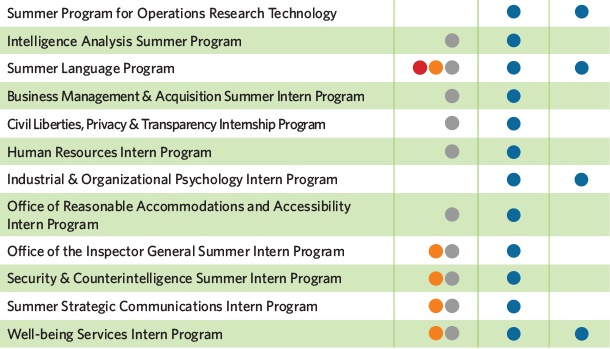 Summer Program for Operations Research Technology
Intelligence Analysis Summer Program
Summer Language Program
Business Management & Acquisition Summer Intern Program
Civil Liberties, Privacy & Transparency Internship Program
Human Resources Intern Program
Industrial & Organizational Psychology Intern Program
Office of Reasonable Accommodations and Accessibility
Intern Program
Office of the Inspector General Summer Intern Program
Security & Counterintelligence Summer Intern Program
Summer Strategic Communications Intern Program
Well-being Services Intern Program